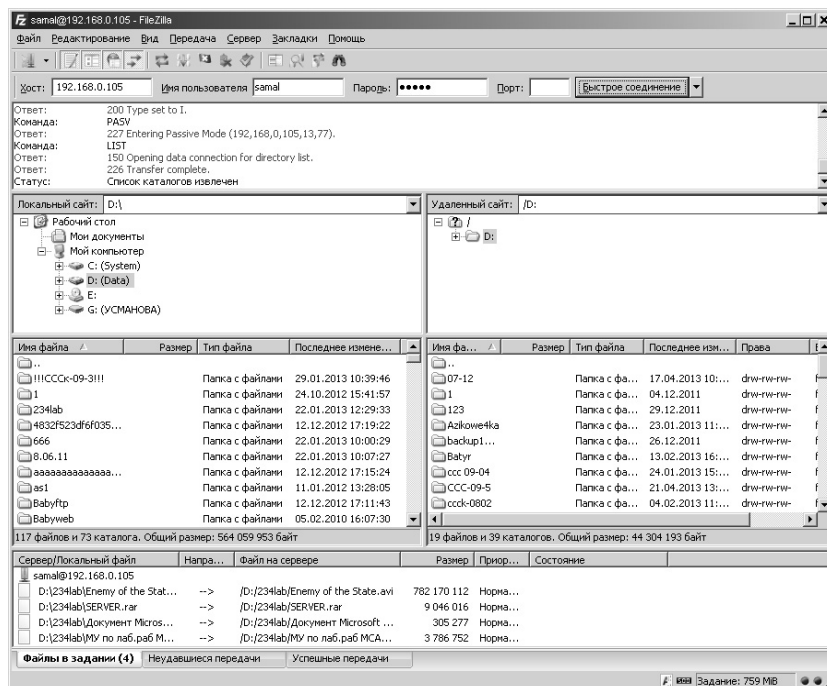 samal@192.168.0.105 - FileZilla
Файл Редактирование Вид Передача Сервер Закладки Помощь
Хост: 192.168.0.105 Имя пользователя samal Пароль: ●●●●● Порт: Быстрое соединение
Ответ: 200 Type set to I.
Команда: PASV
Ответ: 227 Entering Passive Mode (192,168,0,105,13,77).
Команда: LIST
Ответ: 150 Opening data connection for directory list.
Ответ: 226 Transfer complete.
Статус: Список каталогов извлечен
Локальный сайт: D:\
Рабочий стол
Мои документы
Мой компьютер
C: (System)
D: (Data)
E:
G: (УСМАНОВА)
Удаленный сайт: /D:
/
D:
Имя файла Размер Тип файла Последнее измене...
..
!!!СССк-09-3!!! Папка с файлами 29.01.2013 10:39:46
1 Папка с файлами 24.10.2012 15:41:57
234lab Папка с файлами 22.01.2013 12:29:33
4832f523df6f035... Папка с файлами 12.12.2012 17:19:22
666 Папка с файлами 22.01.2013 10:00:29
8.06.11 Папка с файлами 22.01.2013 10:07:27
aaaaaaaaaaaaaa... Папка с файлами 12.12.2012 17:15:24
as1 Папка с файлами 11.01.2012 13:28:05
Babyftp Папка с файлами 12.12.2012 17:11:43
Babyweb Папка с файлами 05.02.2010 16:07:30
117 файлов и 73 каталога. Общий размер: 564 059 953 байт
Имя фа... Размер Тип файла Последнее изм... Права
..
07-12 Папка с фа... 17.04.2013 10:... drw-rw-rw-
1 Папка с фа... 04.12.2011 drw-rw-rw-
123 Папка с фа... 29.12.2011 drw-rw-rw-
Azikowe4ka Папка с фа... 23.01.2013 11:... drw-rw-rw-
backup1... Папка с фа... 26.12.2011 drw-rw-rw-
Batyr Папка с фа... 13.02.2013 16:... drw-rw-rw-
ccc 09-04 Папка с фа... 24.01.2013 15:... drw-rw-rw-
CCC-09-5 Папка с фа... 21.04.2013 13:... drw-rw-rw-
ccck-0802 Папка с фа... 04.02.2013 11:... drw-rw-rw-
19 файлов и 39 каталогов. Общий размер: 44 304 193 байт
Сервер/Локальный файл Напра... Файл на сервере Размер Приор... Состояние
samal@192.168.0.105
D:\234lab\Enemy of the Stat... --> /D:/234lab/Enemy of the State.avi 782 170 112 Норма...
D:\234lab\SERVER.rar --> /D:/234lab/SERVER.rar 9 046 016 Норма...
D:\234lab\Документ Micros... --> /D:/234lab/Документ Microsoft ... 305 277 Норма...
D:\234lab\МУ по лаб.раб М... --> /D:/234lab/МУ по лаб.раб МСА... 3 786 752 Норма...
Файлы в задании (4) Неудавшиеся передачи Успешные передачи
Задание: 759 MiB